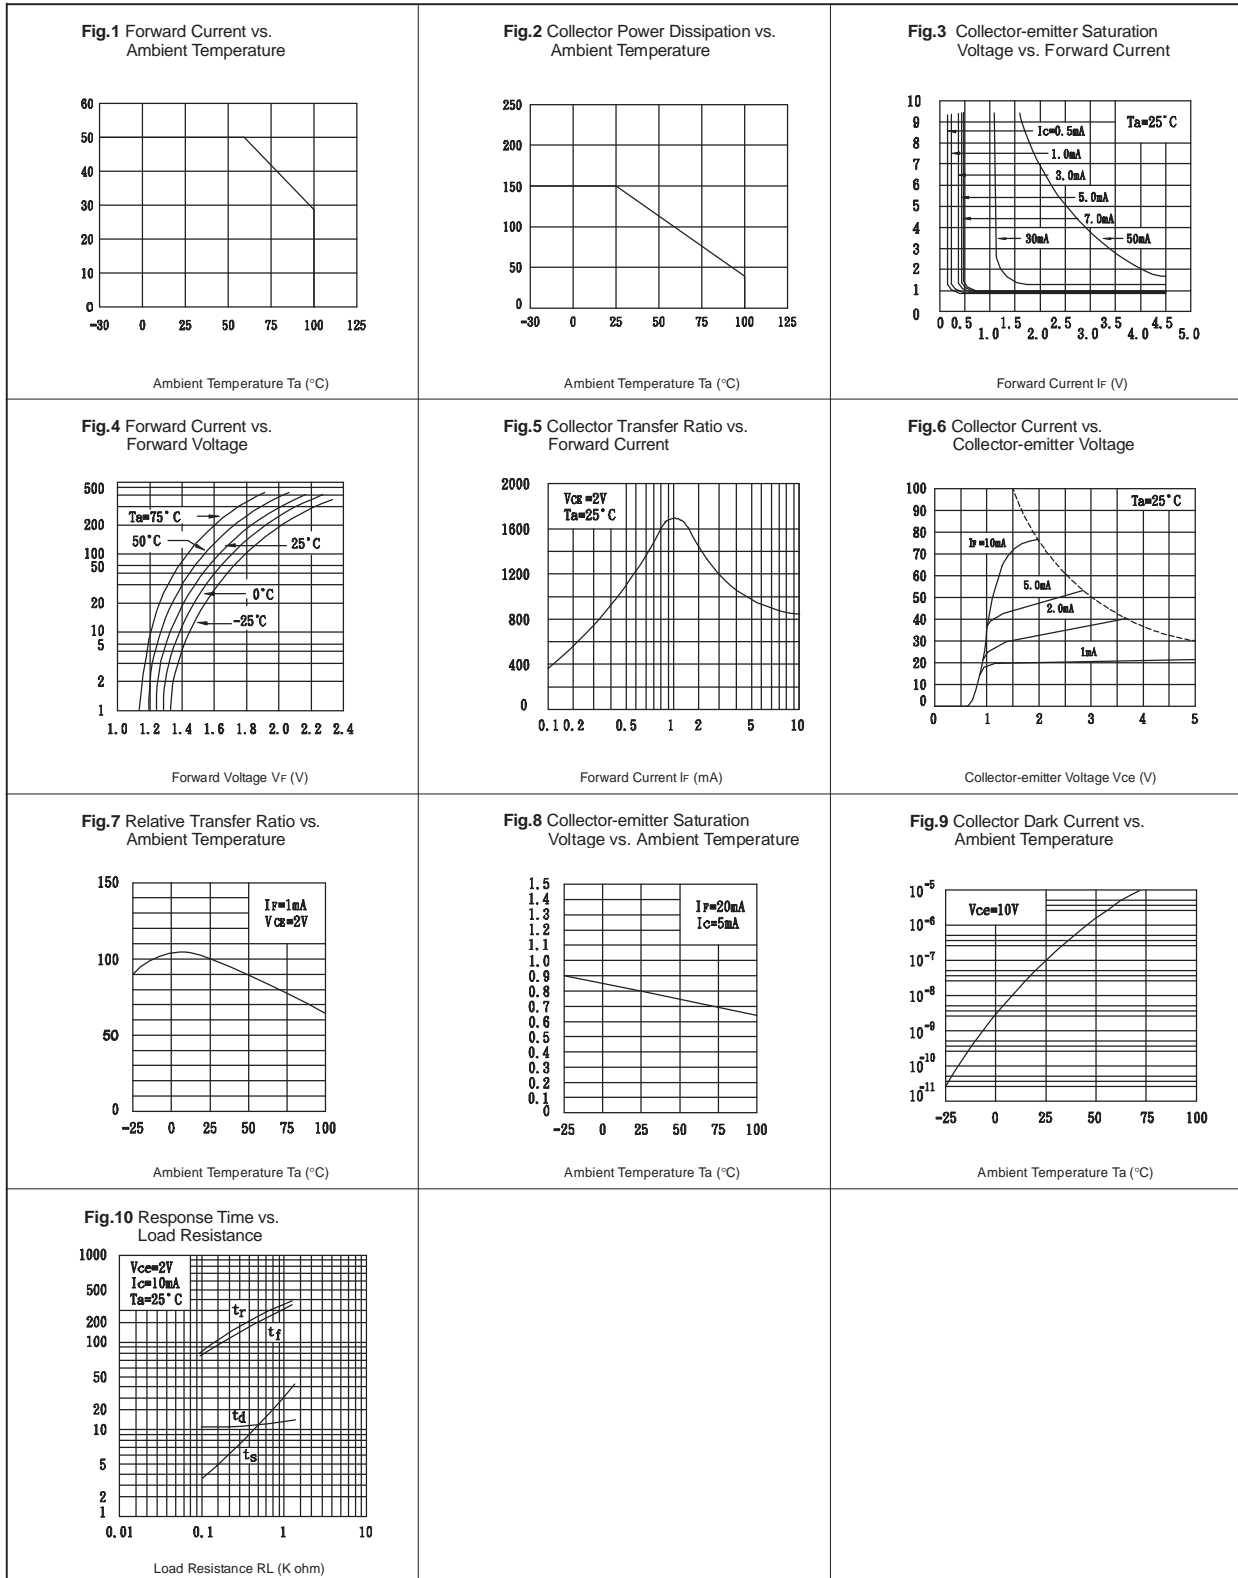 Fig.1 Forward Current vs.
Ambient Temperature
60
50
40
30
20
10
0
-30 0 25 50 75 100 125
Ambient Temperature Ta (°C)
Fig.2 Collector Power Dissipation vs.
Ambient Temperature
250
200
150
100
50
0
-30 0 25 50 75 100 125
Ambient Temperature Ta (°C)
Fig.3 Collector-emitter Saturation
Voltage vs. Forward Current
10
9
8
7
6
5
4
3
2
1
0
Ta=25°C
Ic=0.5mA
1.0mA
3.0mA
5.0mA
7.0mA
30mA
50mA
0 0.5 1.5 2.5 3.5 4.5
1.0 2.0 3.0 4.0 5.0
Forward Current IF (V)
Fig.4 Forward Current vs.
Forward Voltage
500
200
100
50
20
10
5
2
1
Ta=75°C
50°C
25°C
0°C
-25°C
1.0 1.2 1.4 1.6 1.8 2.0 2.2 2.4
Forward Voltage VF (V)
Fig.5 Collector Transfer Ratio vs.
Forward Current
2000
1600
1200
800
400
0
VCE =2V
Ta=25°C
0.1 0.2 0.5 1 2 5 10
Forward Current IF (mA)
Fig.6 Collector Current vs.
Collector-emitter Voltage
100
90
80
70
60
50
40
30
20
10
0
Ta=25°C
IF =10mA
5.0mA
2.0mA
1mA
0 1 2 3 4 5
Collector-emitter Voltage Vce (V)
Fig.7 Relative Transfer Ratio vs.
Ambient Temperature
150
100
50
0
IF=1mA
VCE=2V
-25 0 25 50 75 100
Ambient Temperature Ta (°C)
Fig.8 Collector-emitter Saturation
Voltage vs. Ambient Temperature
1.5
1.4
1.3
1.2
1.1
1.0
0.9
0.8
0.7
0.6
0.5
0.4
0.3
0.2
0.1
0
IF=20mA
Ic=5mA
-25 0 25 50 75 100
Ambient Temperature Ta (°C)
Fig.9 Collector Dark Current vs.
Ambient Temperature
10-5
10-6
10-7
10-8
10-9
10-10
10-11
Vce=10V
-25 0 25 50 75 100
Ambient Temperature Ta (°C)
Fig.10 Response Time vs.
Load Resistance
1000
500
200
100
50
20
10
5
2
1
Vce=2V
Ic=10mA
Ta=25°C
tr
tf
td
ts
0.01 0.1 1 10
Load Resistance RL (K ohm)